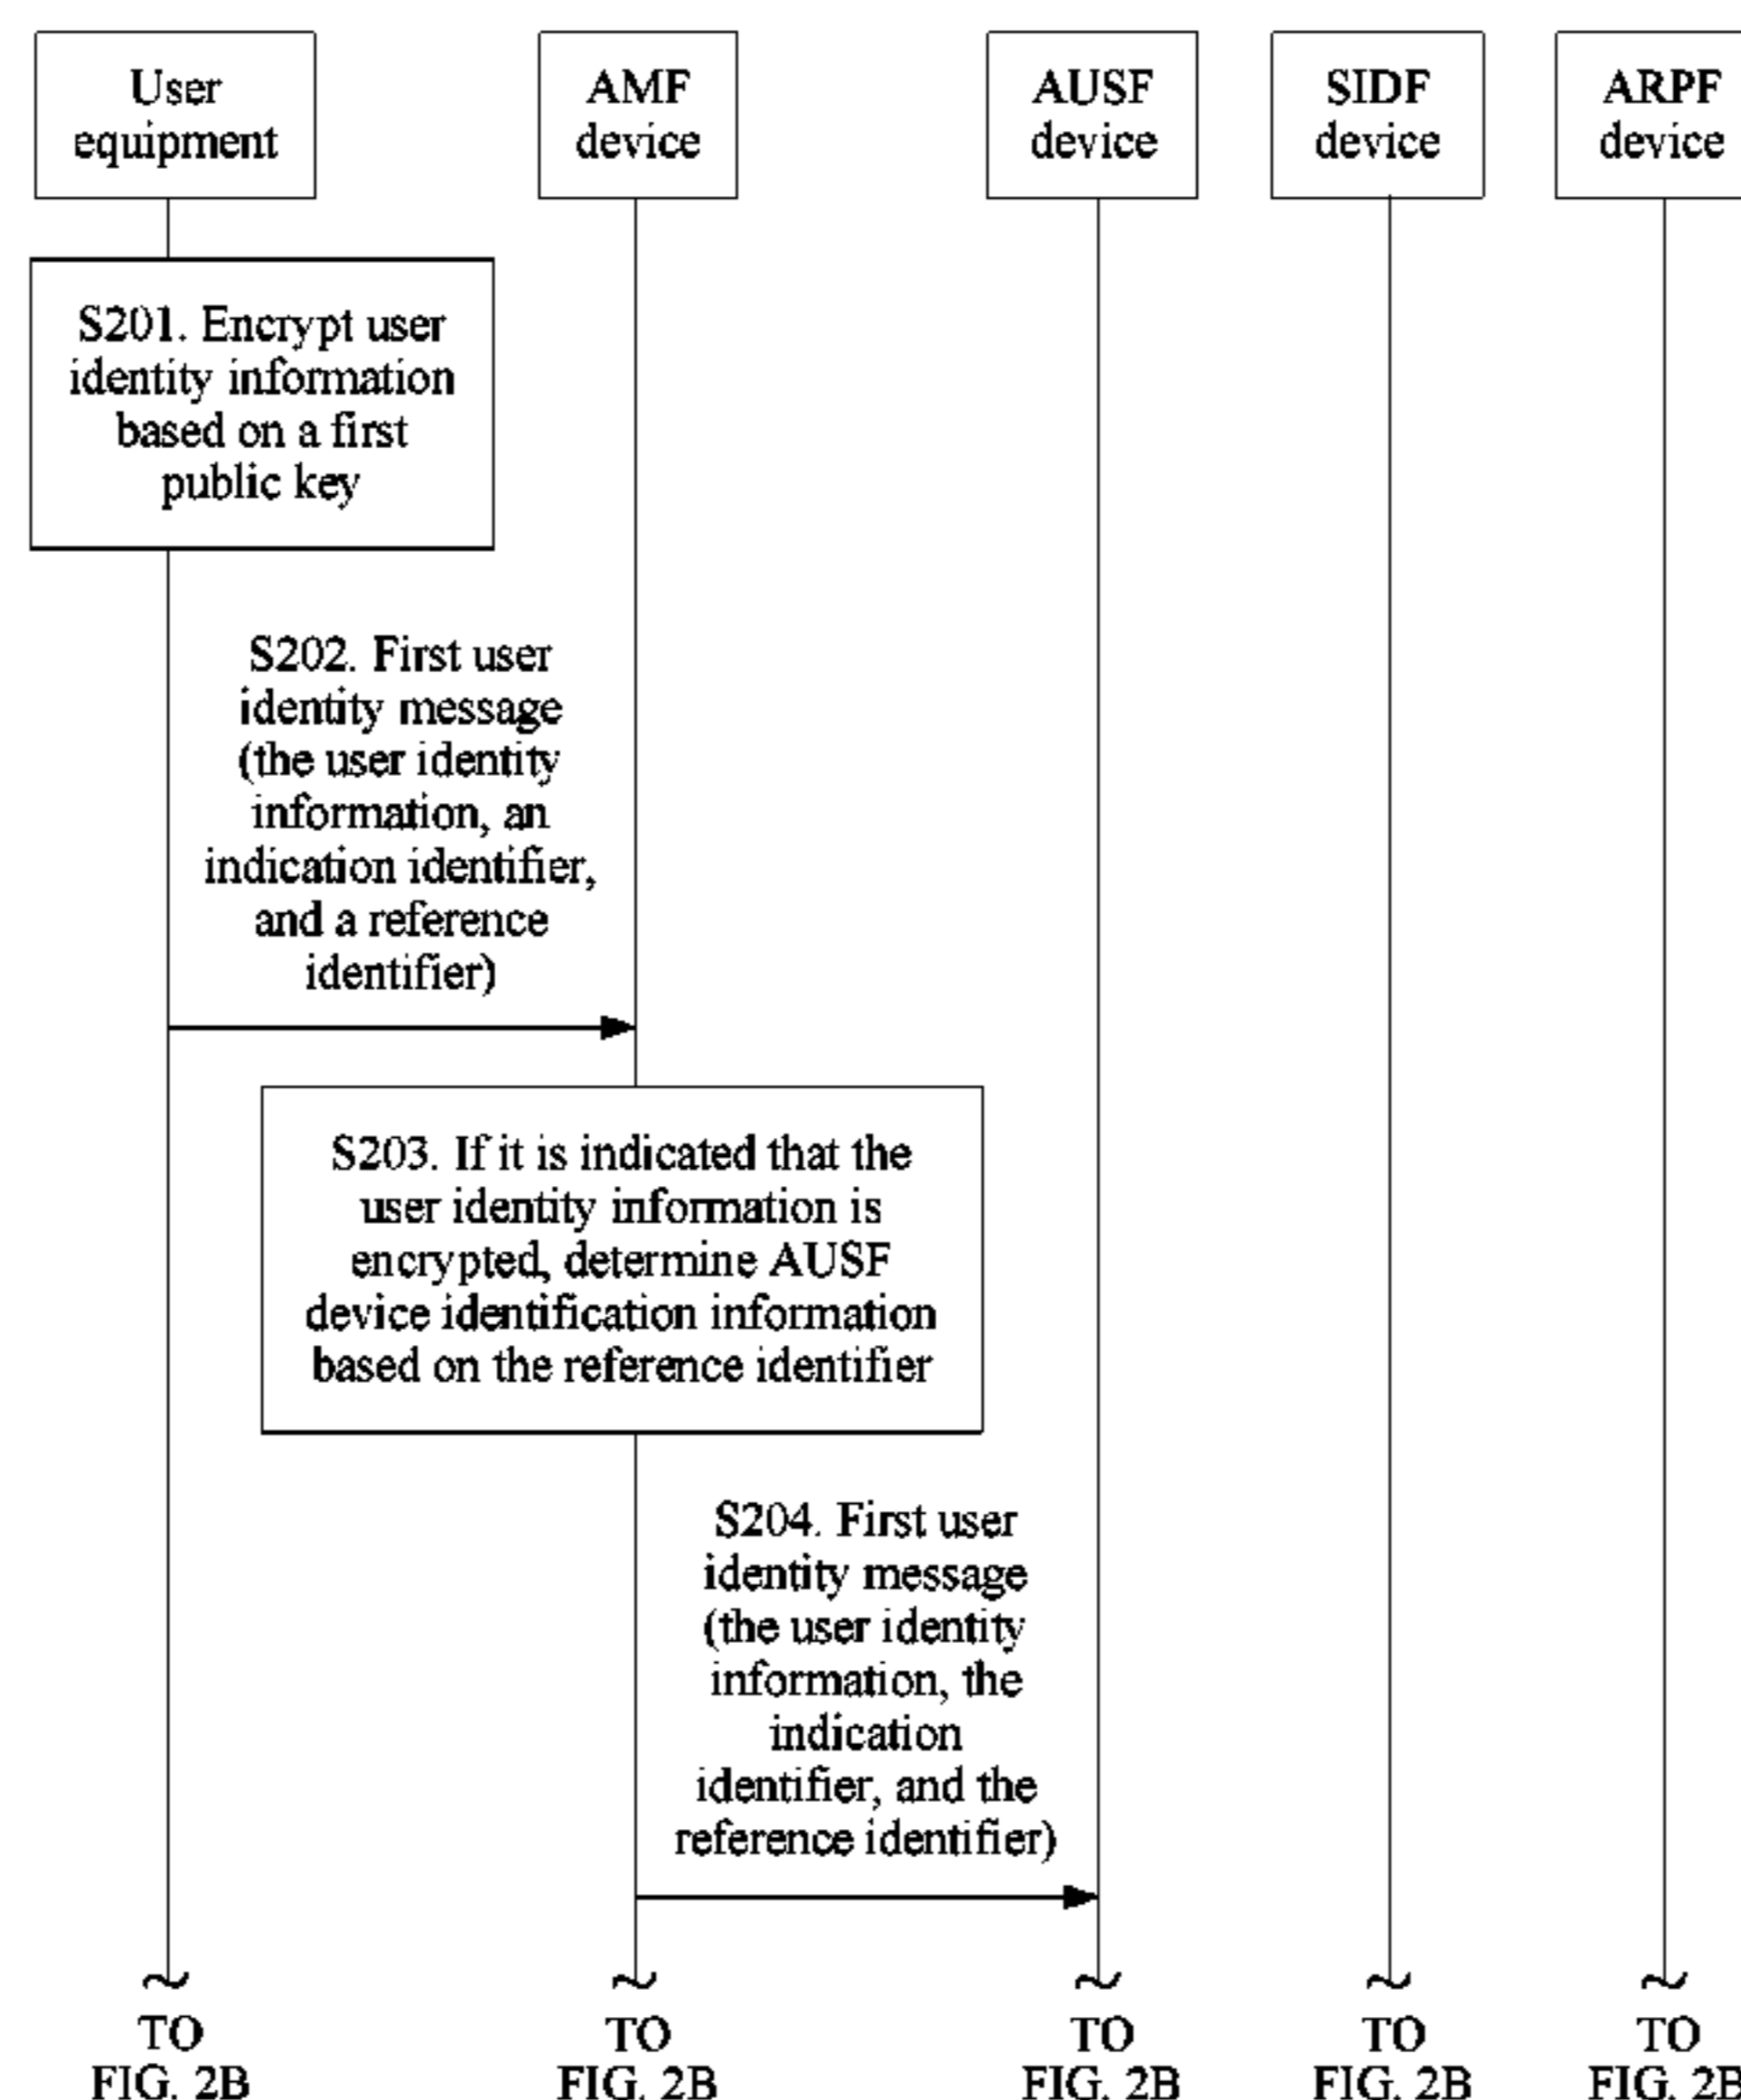 User
equipment
AMF
device
AUSF
device
SIDF
device
ARPF
device
S201. Encrypt user
identity information
based on a first
public key
S202. First user
identity message
(the user identity
information, an
indication identifier,
and a reference
identifier)
S203. If it is indicated that the
user identity information is
encrypted, determine AUSF
device identification information
based on the reference identifier
S204. First user
identity message
(the user identity
information, the
indication
identifier, and the
reference identifier)
TO
FIG. 2B
TO
FIG. 2B
TO
FIG. 2B
TO
FIG. 2B
TO
FIG. 2B